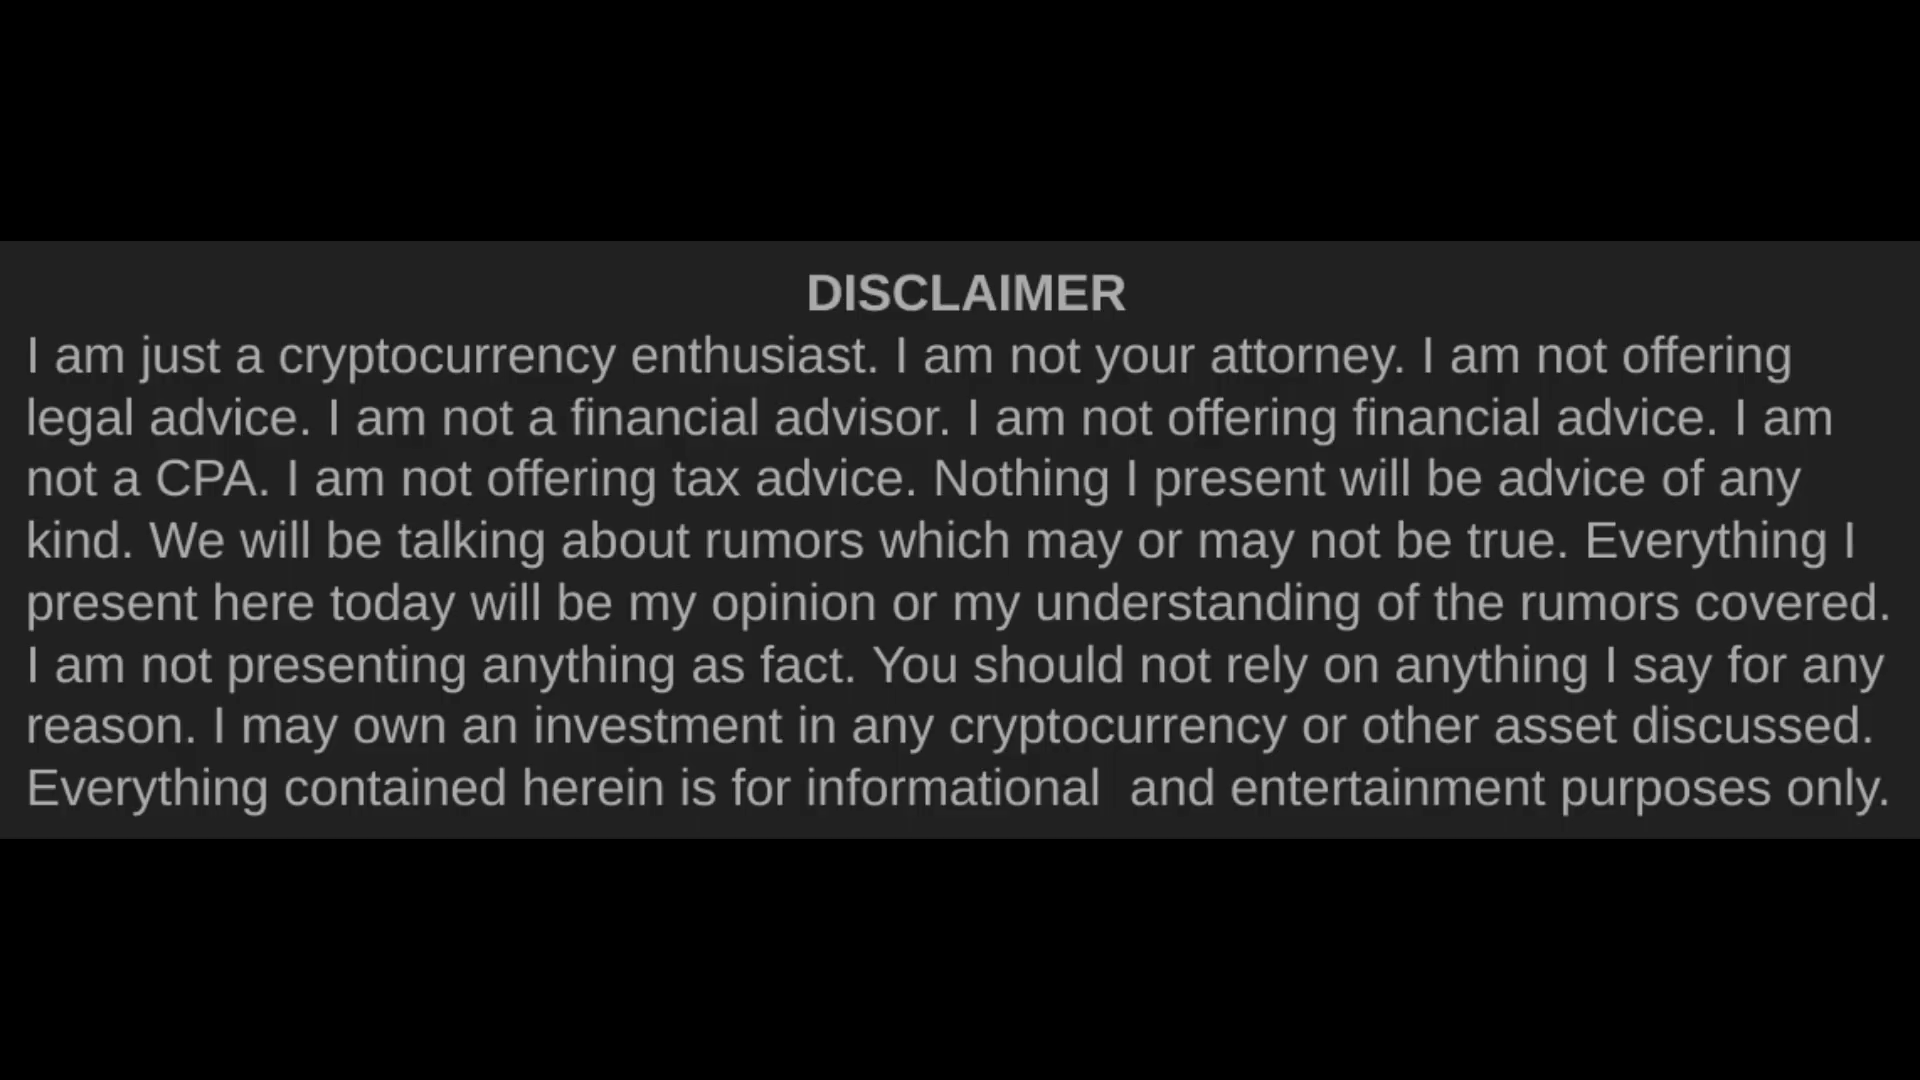 DISCLAIMER
I am just a cryptocurrency enthusiast. I am not your attorney. I am not offering
legal advice. I am not a financial advisor. I am not offering financial advice. I am
not a CPA. I am not offering tax advice. Nothing I present will be advice of any
kind. We will be talking about rumors which may or may not be true. Everything I
present here today will be my opinion or my understanding of the rumors covered.
I am not presenting anything as fact. You should not rely on anything I say for any
reason. I may own an investment in any cryptocurrency or other asset discussed.
Everything contained herein is for informational  and entertainment purposes only.